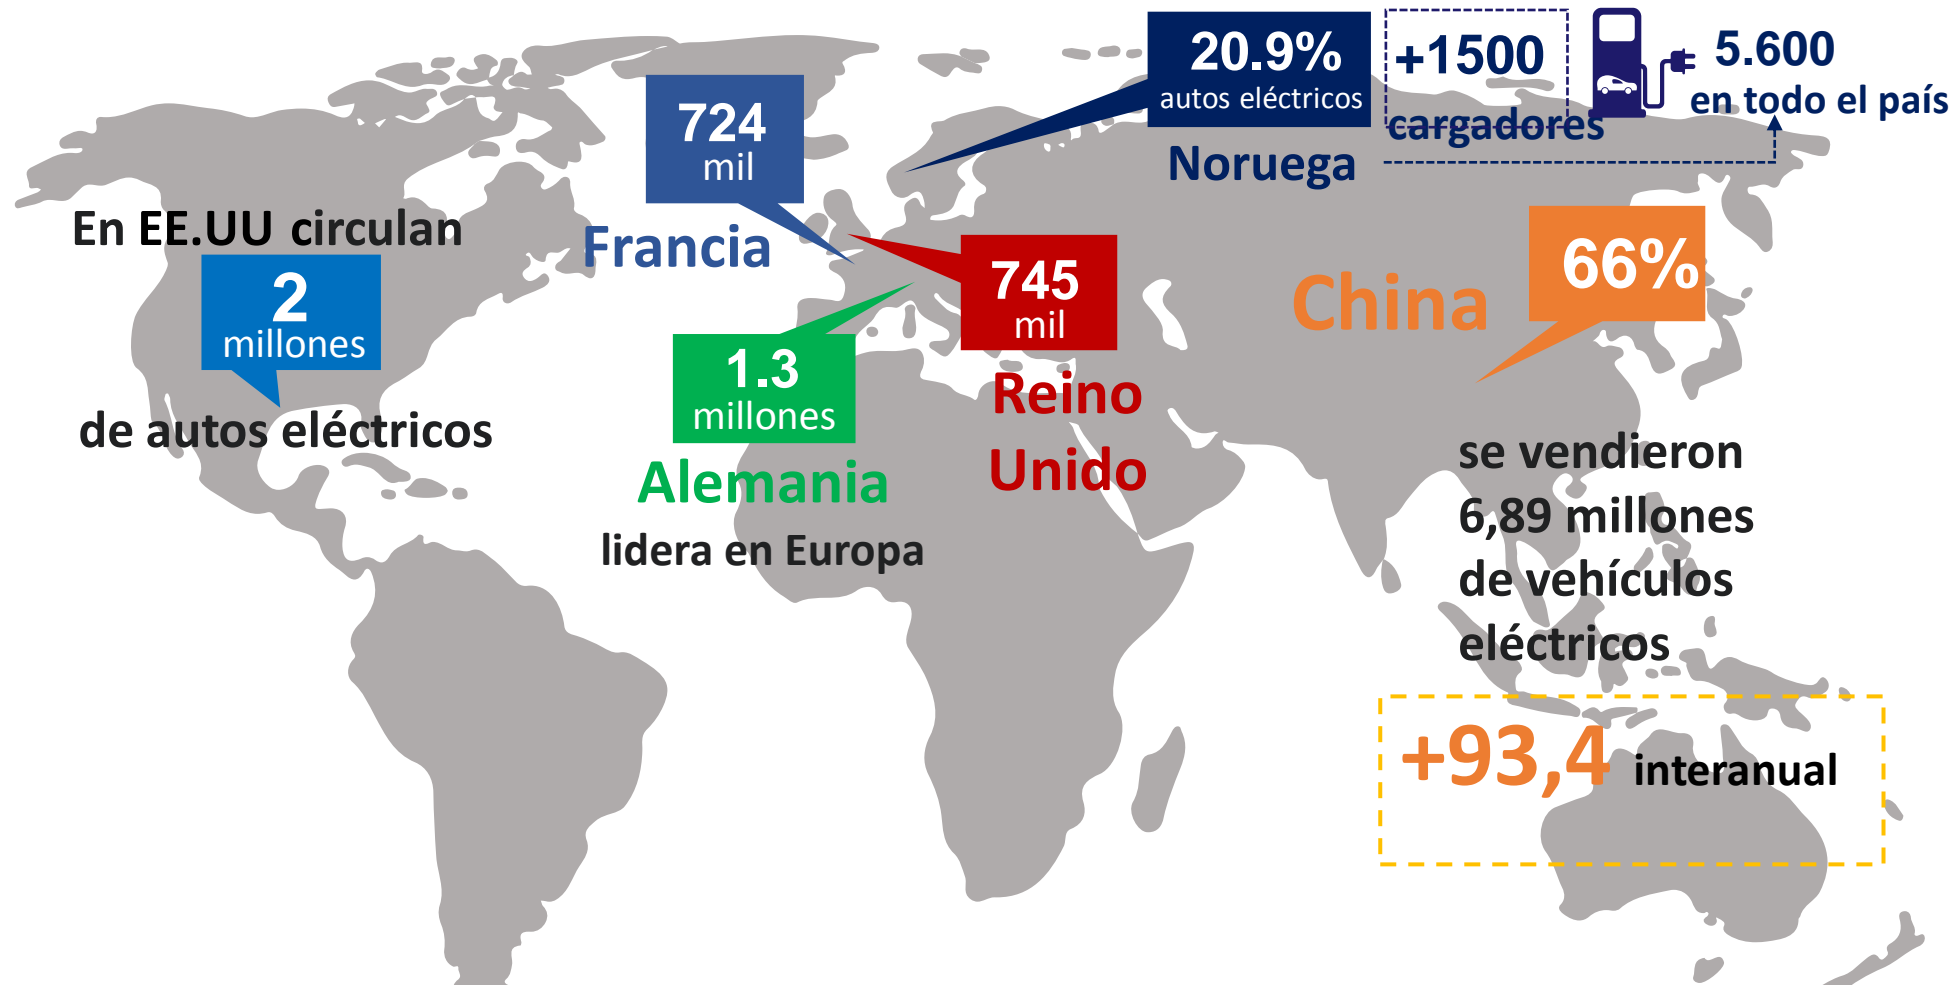 En EE.UU circulan
2
millones
de autos eléctricos
724
mil
Francia
1.3
millones
Alemania
lidera en Europa
745
mil
Reino
Unido
20.9%
autos eléctricos
Noruega
+1500
cargadores
5.600
en todo el país
China
66%
se vendieron
6,89 millones
de vehículos
eléctricos
+93,4 interanual